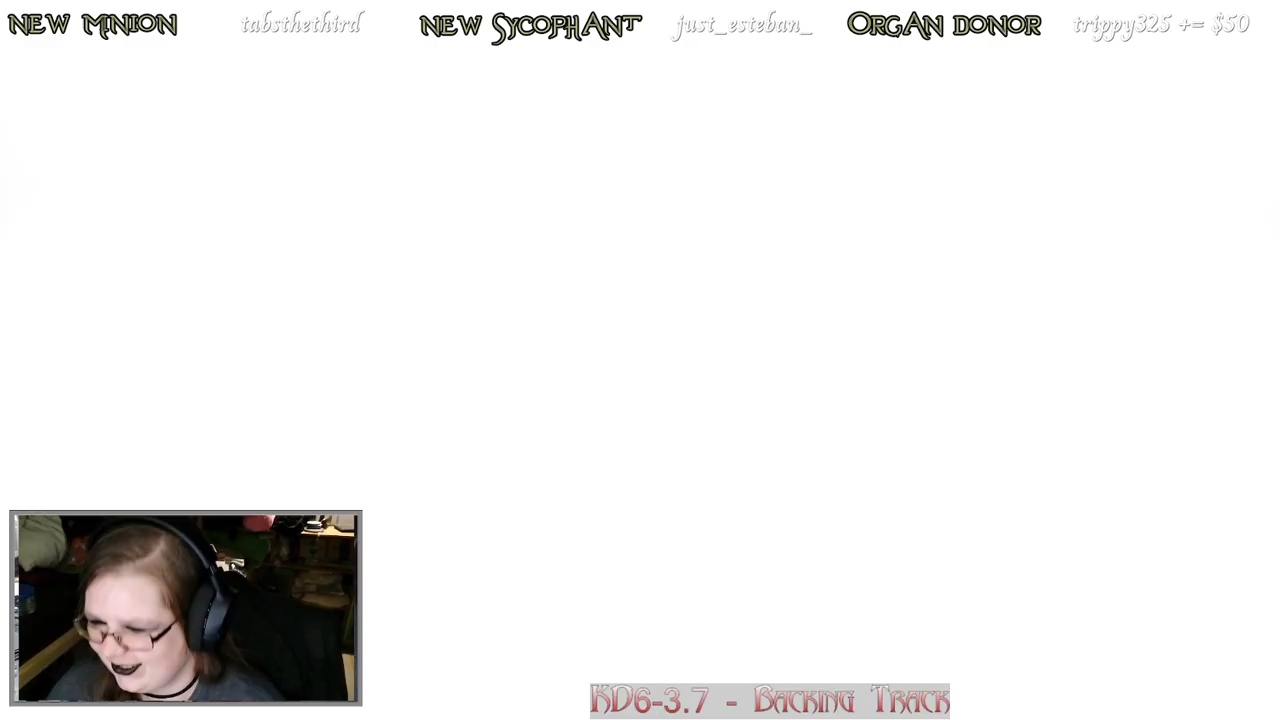 NEW MINION tabsthethird NEW SYCOPHANT just_esteban_ ORGAN DONOR trippy325 += $50
KD6-3.7 - BACKING TRACK